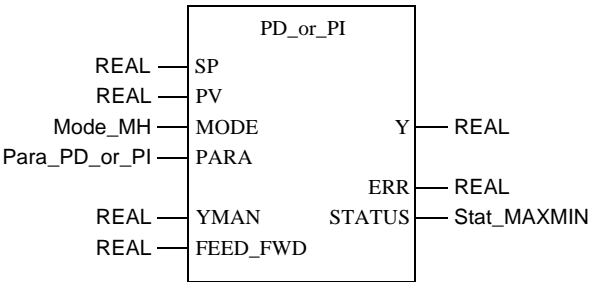 PD_or_PI
REAL SP
REAL PV
Mode_MH MODE Y REAL
Para_PD_or_PI PARA
ERR REAL
REAL YMAN STATUS Stat_MAXMIN
REAL FEED_FWD